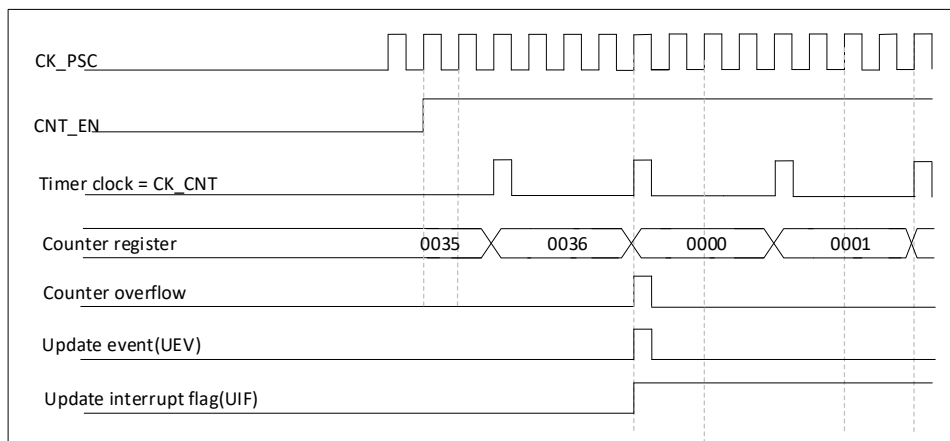 CK_PSC
CNT_EN
Timer clock = CK_CNT
Counter register 0035 0036 0000 0001
Counter overflow
Update event(UEV)
Update interrupt flag(UIF)